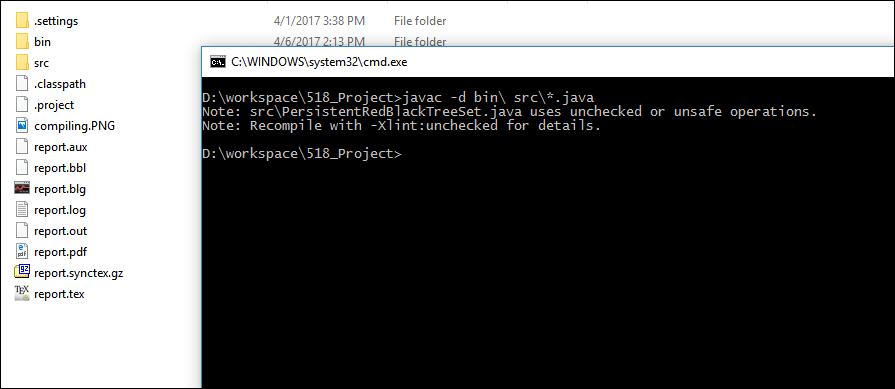 .settings 4/1/2017 3:38 PM File folder
bin 4/6/2017 2:13 PM File folder
src
.classpath
.project
compiling.PNG
report.aux
report.bbl
report.blg
report.log
report.out
report.pdf
report.synctex.gz
report.tex
C:\WINDOWS\system32\cmd.exe
D:\workspace\518_Project>javac -d bin\ src\*.java
Note: src\PersistentRedBlackTreeSet.java uses unchecked or unsafe operations.
Note: Recompile with -Xlint:unchecked for details.
D:\workspace\518_Project>